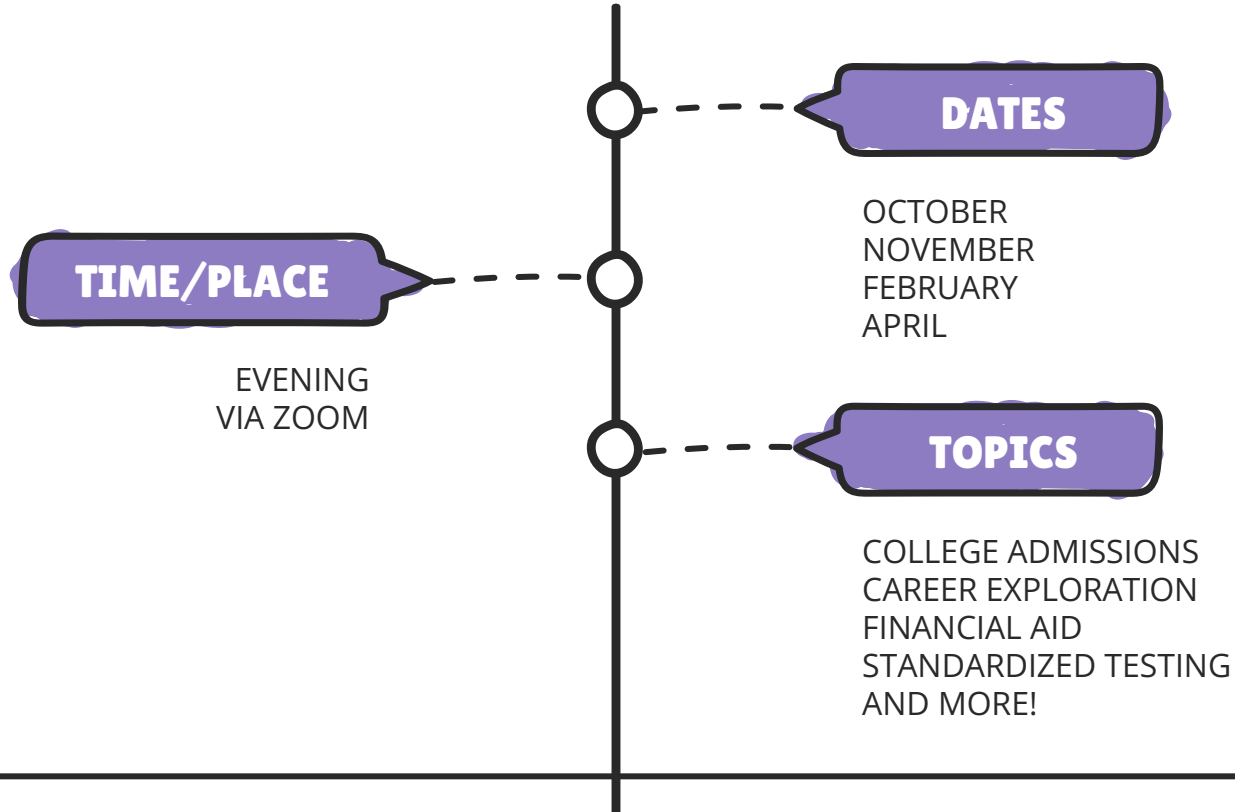 DATES
OCTOBER
NOVEMBER
FEBRUARY
APRIL
TIME/PLACE
EVENING
VIA ZOOM
TOPICS
COLLEGE ADMISSIONS
CAREER EXPLORATION
FINANCIAL AID
STANDARDIZED TESTING
AND MORE!